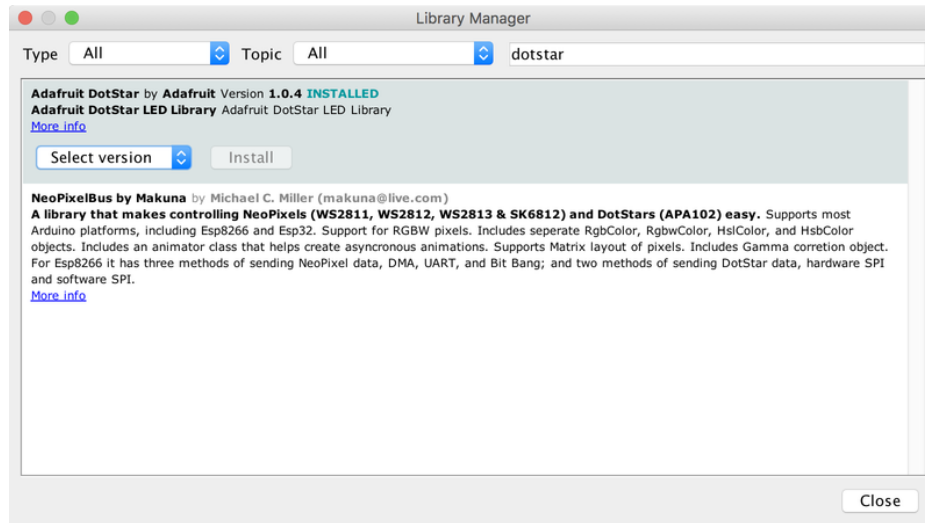 Library Manager
Type All Topic All dotstar
Adafruit DotStar by Adafruit Version 1.0.4 INSTALLED
Adafruit DotStar LED Library Adafruit DotStar LED Library
More info
Select version Install
NeoPixelBus by Makuna by Michael C. Miller (makuna@live.com)
A library that makes controlling NeoPixels (WS2811, WS2812, WS2813 & SK6812) and DotStars (APA102) easy. Supports most
Arduino platforms, including Esp8266 and Esp32. Support for RGBW pixels. Includes seperate RgbColor, RgbwColor, HslColor, and HsbColor
objects. Includes an animator class that helps create asyncronous animations. Supports Matrix layout of pixels. Includes Gamma corretion object.
For Esp8266 it has three methods of sending NeoPixel data, DMA, UART, and Bit Bang; and two methods of sending DotStar data, hardware SPI
and software SPI.
More info
Close